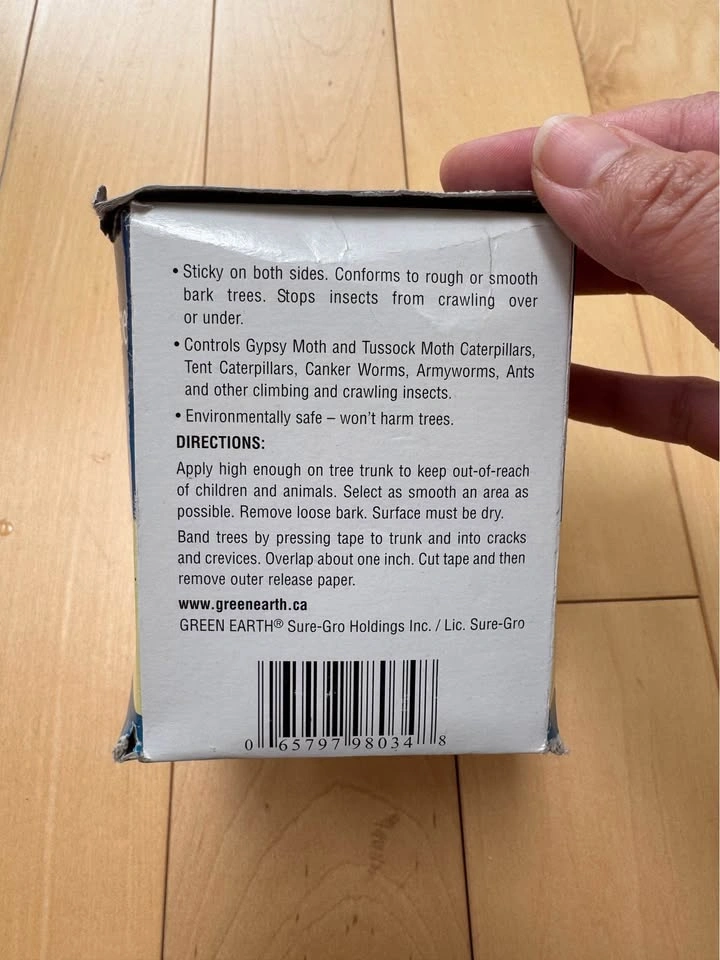 • Sticky on both sides. Conforms to rough or smooth
bark trees. Stops insects from crawling over
or under.
• Controls Gypsy Moth and Tussock Moth Caterpillars,
Tent Caterpillars, Canker Worms, Armyworms, Ants
and other climbing and crawling insects.
• Environmentally safe – won't harm trees.
DIRECTIONS:
Apply high enough on tree trunk to keep out-of-reach
of children and animals. Select as smooth an area as
possible. Remove loose bark. Surface must be dry.
Band trees by pressing tape to trunk and into cracks
and crevices. Overlap about one inch. Cut tape and then
remove outer release paper.
www.greenearth.ca
GREEN EARTH® Sure-Gro Holdings Inc. / Lic. Sure-Gro
0 65797 98034 8